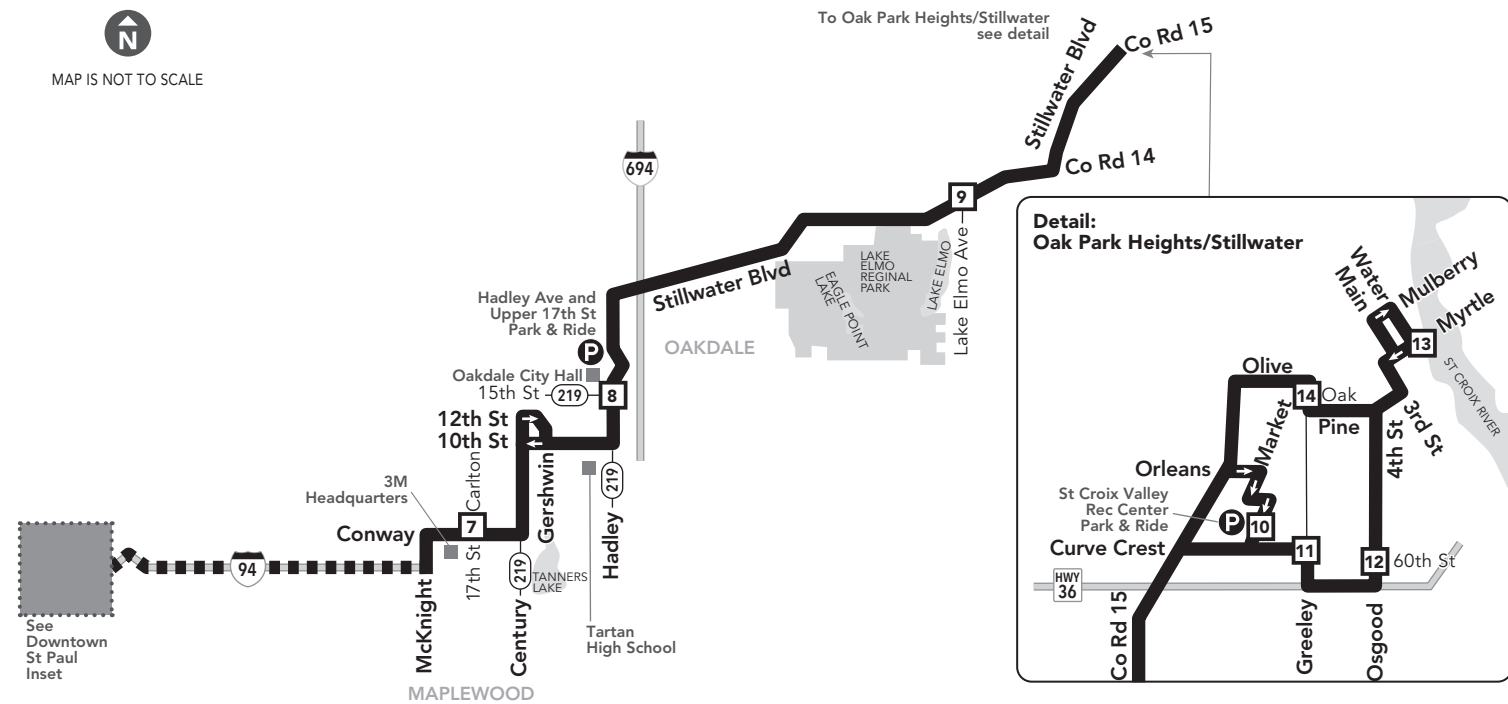 N
MAP IS NOT TO SCALE
To Oak Park Heights/Stillwater
see detail
Stillwater Blvd
Co Rd 15
Co Rd 14
694
9
Lake Elmo Ave
LAKE
ELMO
REGINAL
PARK
EAGLE POINT
LAKE
LAKE ELMO
Stillwater Blvd
Hadley Ave and
Upper 17th St
Park & Ride
P
OAKDALE
Oakdale City Hall
15th St
219
8
12th St
10th St
Gershwin
219
Hadley
3M
Headquarters
Carlton
Conway
7
17th St
219
TANNERS
LAKE
94
McKnight
Century
Tartan
High School
See
Downtown
St Paul
Inset
MAPLEWOOD
Detail:
Oak Park Heights/Stillwater
Water
Main
Mulberry
Myrtle
13
ST CROIX RIVER
Olive
14
Oak
Market
Pine
3rd St
4th St
Orleans
St Croix Valley
Rec Center
Park & Ride
P
10
Curve Crest
11
12
60th St
HWY
36
Co Rd 15
Greeley
Osgood